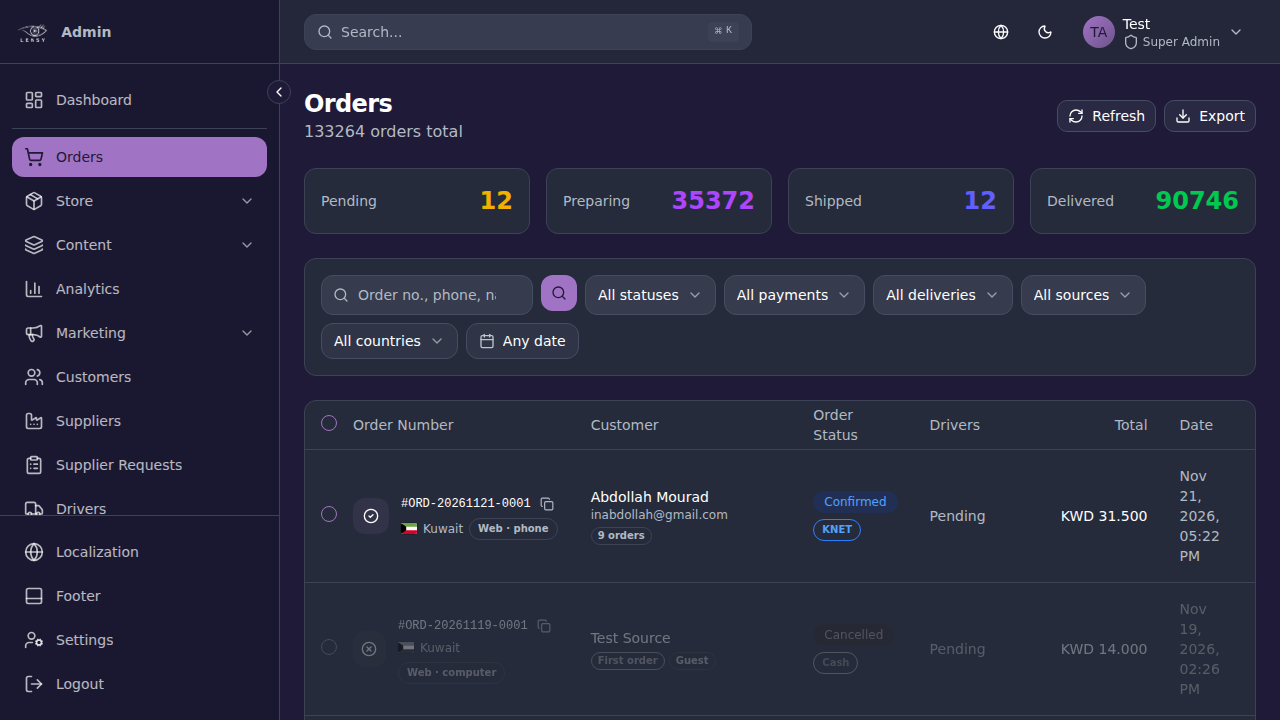 LENSY
Admin
Search...
⌘ K
TA
Test
Super Admin
Dashboard
Orders
Store
Content
Analytics
Marketing
Customers
Suppliers
Supplier Requests
Drivers
Localization
Footer
Settings
Logout
Orders
133264 orders total
Refresh
Export
Pending
12
Preparing
35372
Shipped
12
Delivered
90746
Order no., phone, na
All statuses
All payments
All deliveries
All sources
All countries
Any date
Order Number
Customer
Order
Status
Drivers
Total
Date
#ORD-20261121-0001
Kuwait
Web · phone
Abdollah Mourad
inabdollah@gmail.com
9 orders
Confirmed
KNET
Pending
KWD 31.500
Nov
21,
2026,
05:22
PM
#ORD-20261119-0001
Kuwait
Web · computer
Test Source
First order
Guest
Cancelled
Cash
Pending
KWD 14.000
Nov
19,
2026,
02:26
PM